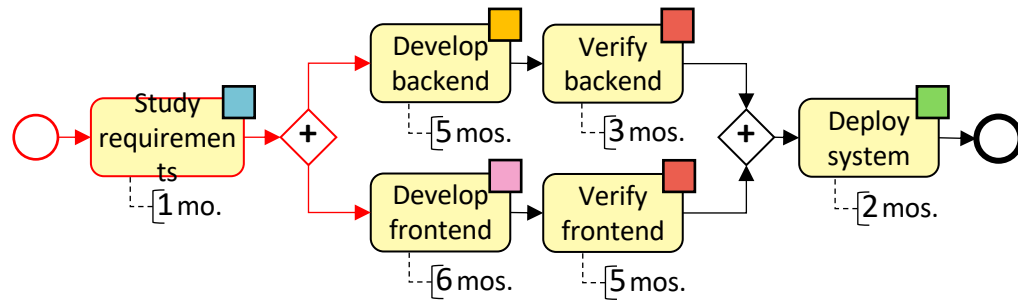 Study
requiremen
ts
1 mo.
+
Develop
backend
5 mos.
Verify
backend
3 mos.
Develop
frontend
6 mos.
Verify
frontend
5 mos.
+
Deploy
system
2 mos.